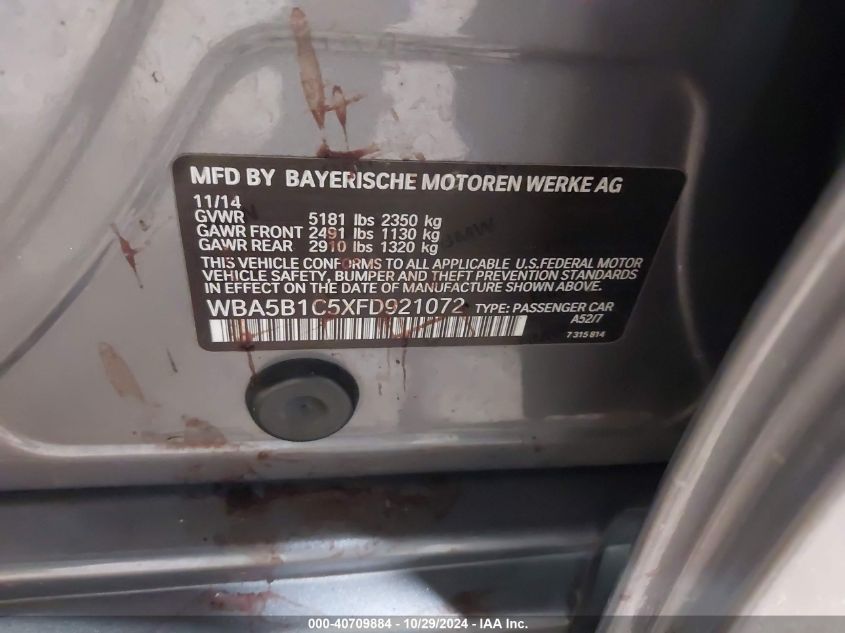 MFD BY BAYERISCHE MOTOREN WERKE AG
11/14
GVWR 5181 lbs 2350 kg
GAWR FRONT 2491 lbs 1130 kg
GAWR REAR 2910 lbs 1320 kg
BMW
THIS VEHICLE CONFORMS TO ALL APPLICABLE U.S.FEDERAL MOTOR
VEHICLE SAFETY, BUMPER AND THEFT PREVENTION STANDARDS
IN EFFECT ON THE DATE OF MANUFACTURE SHOWN ABOVE.
WBA5B1C5XFD921072 TYPE: PASSENGER CAR
A52/7
7 315 814
000-40709884 / 10/29/2024 - IAA Inc.